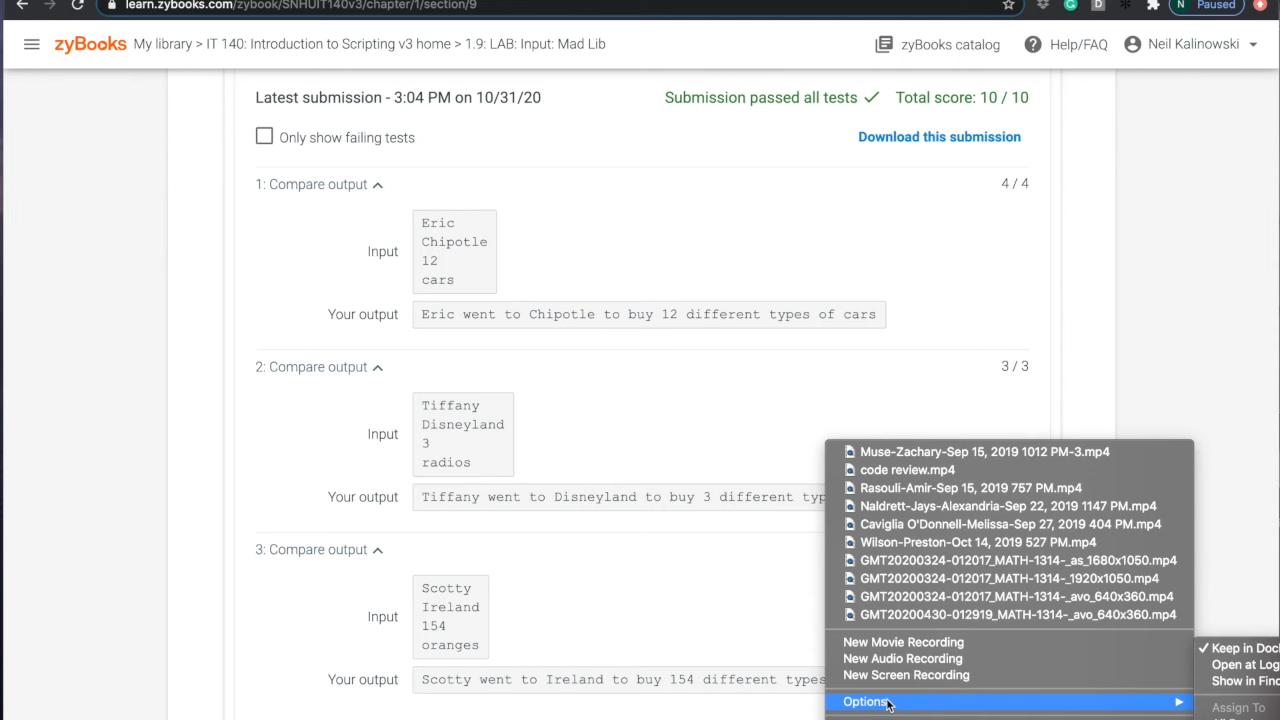 learn.zybooks.com/zybook/SNHUIT140v3/chapter/1/section/9
D
N Paused
zyBooks My library > IT 140: Introduction to Scripting v3 home > 1.9: LAB: Input: Mad Lib
zyBooks catalog
Help/FAQ
Neil Kalinowski
Latest submission - 3:04 PM on 10/31/20
Submission passed all tests ✓ Total score: 10 / 10
Only show failing tests
Download this submission
1: Compare output
4 / 4
Input
Eric
Chipotle
12
cars
Your output
Eric went to Chipotle to buy 12 different types of cars
2: Compare output
3 / 3
Input
Tiffany
Disneyland
3
radios
Your output
Tiffany went to Disneyland to buy 3 different typ
3: Compare output
Input
Scotty
Ireland
154
oranges
Your output
Scotty went to Ireland to buy 154 different types
Muse-Zachary-Sep 15, 2019 1012 PM-3.mp4
code review.mp4
Rasouli-Amir-Sep 15, 2019 757 PM.mp4
Naldrett-Jays-Alexandria-Sep 22, 2019 1147 PM.mp4
Caviglia O'Donnell-Melissa-Sep 27, 2019 404 PM.mp4
Wilson-Preston-Oct 14, 2019 527 PM.mp4
GMT20200324-012017_MATH-1314-_as_1680x1050.mp4
GMT20200324-012017_MATH-1314-_1920x1050.mp4
GMT20200324-012017_MATH-1314-_avo_640x360.mp4
GMT20200430-012919_MATH-1314-_avo_640x360.mp4
New Movie Recording
New Audio Recording
New Screen Recording
Options
✓ Keep in Doc
Open at Log
Show in Find
Assign To